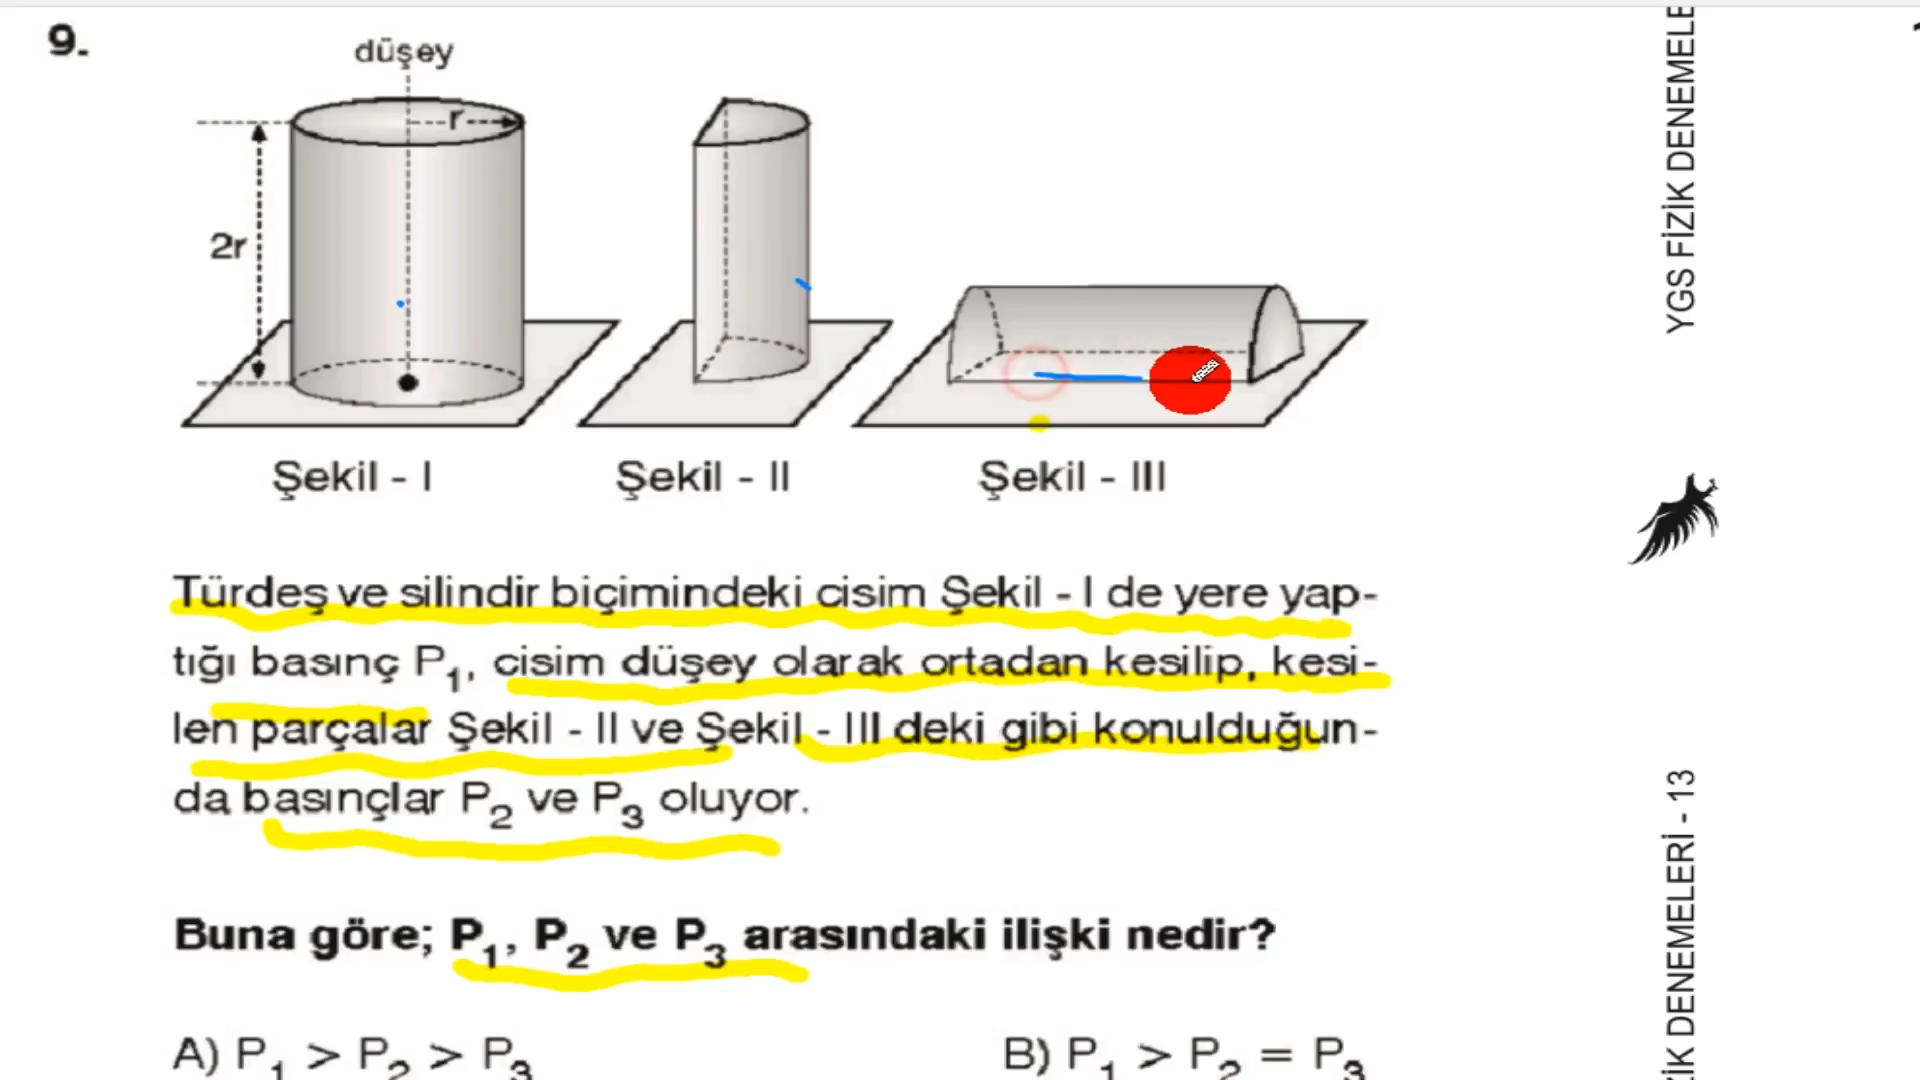 9.
düşey
r
2r
Şekil - I
Şekil - II
Şekil - III
Türdeş ve silindir biçimindeki cisim Şekil - I de yere yap-
tığı basınç P₁, cisim düşey olarak ortadan kesilip, kesi-
len parçalar Şekil - II ve Şekil - III deki gibi konulduğun-
da basınçlar P₂ ve P₃ oluyor.
Buna göre; P₁, P₂ ve P₃ arasındaki ilişki nedir?
A) P₁ > P₂ > P₃
B) P₁ > P₂ = P₃
YGS FİZİK DENEMELE
ZİK DENEMELERİ - 13